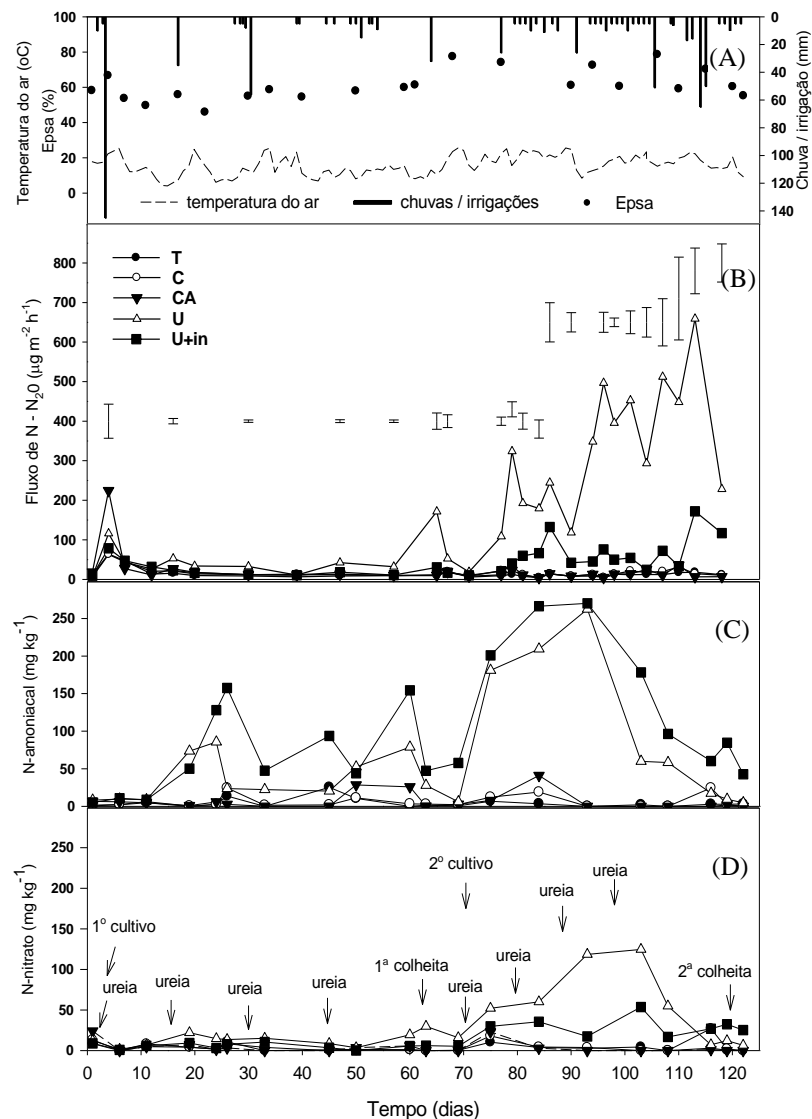 (A)
Temperatura do ar (oC)
Epsa (%)
100
80
60
40
20
0
0
20
40
60
80
100
120
140
Chuva / irrigação (mm)
temperatura do ar
chuvas / irrigações
Epsa
(B)
Fluxo de N - N20 (µg m-2 h-1)
800
700
600
500
400
300
200
100
0
T
C
CA
U
U+in
(C)
N-amoniacal (mg kg-1)
250
200
150
100
50
0
(D)
N-nitrato (mg kg-1)
250
200
150
100
50
0
2o cultivo
ureia
ureia
1o cultivo
1a colheita
ureia
2a colheita
ureia
ureia
ureia
ureia
ureia
0
10
20
30
40
50
60
70
80
90
100
110
120
Tempo (dias)